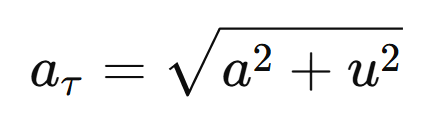 a_τ = √(a² + u²)